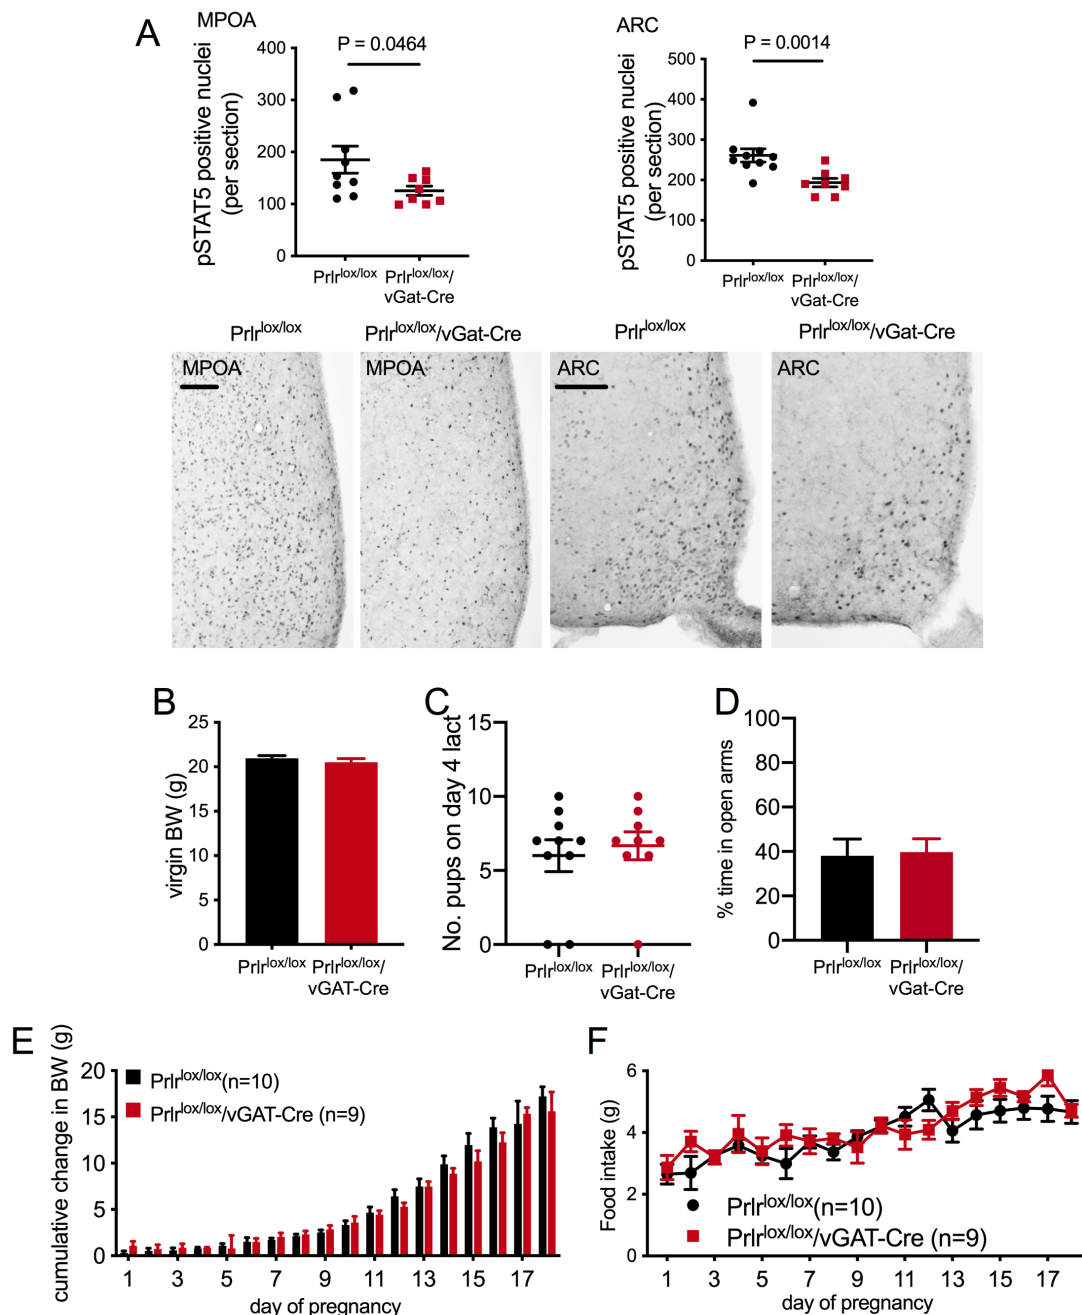 A
MPOA
pSTAT5 positive nuclei
(per section)
400
300
200
100
0
P = 0.0464
Prlrlox/lox
Prlrlox/lox/
vGat-Cre
ARC
pSTAT5 positive nuclei
(per section)
500
400
300
200
100
0
P = 0.0014
Prlrlox/lox
Prlrlox/lox/
vGat-Cre
Prlrlox/lox
Prlrlox/lox/vGat-Cre
Prlrlox/lox
Prlrlox/lox/vGat-Cre
MPOA
MPOA
ARC
ARC
B
virgin BW (g)
25
20
15
10
5
0
Prlrlox/lox
Prlrlox/lox/
vGAT-Cre
C
No. pups on day 4 lact
15
10
5
0
Prlrlox/lox
Prlrlox/lox/
vGat-Cre
D
% time in open arms
100
80
60
40
20
0
Prlrlox/lox
Prlrlox/lox/
vGat-Cre
E
cumulative change in BW (g)
20
15
10
5
0
Prlrlox/lox(n=10)
Prlrlox/lox/vGAT-Cre (n=9)
1 3 5 7 9 11 13 15 17
day of pregnancy
F
Food intake (g)
6
4
2
0
Prlrlox/lox(n=10)
Prlrlox/lox/vGAT-Cre (n=9)
1 3 5 7 9 11 13 15 17
day of pregnancy